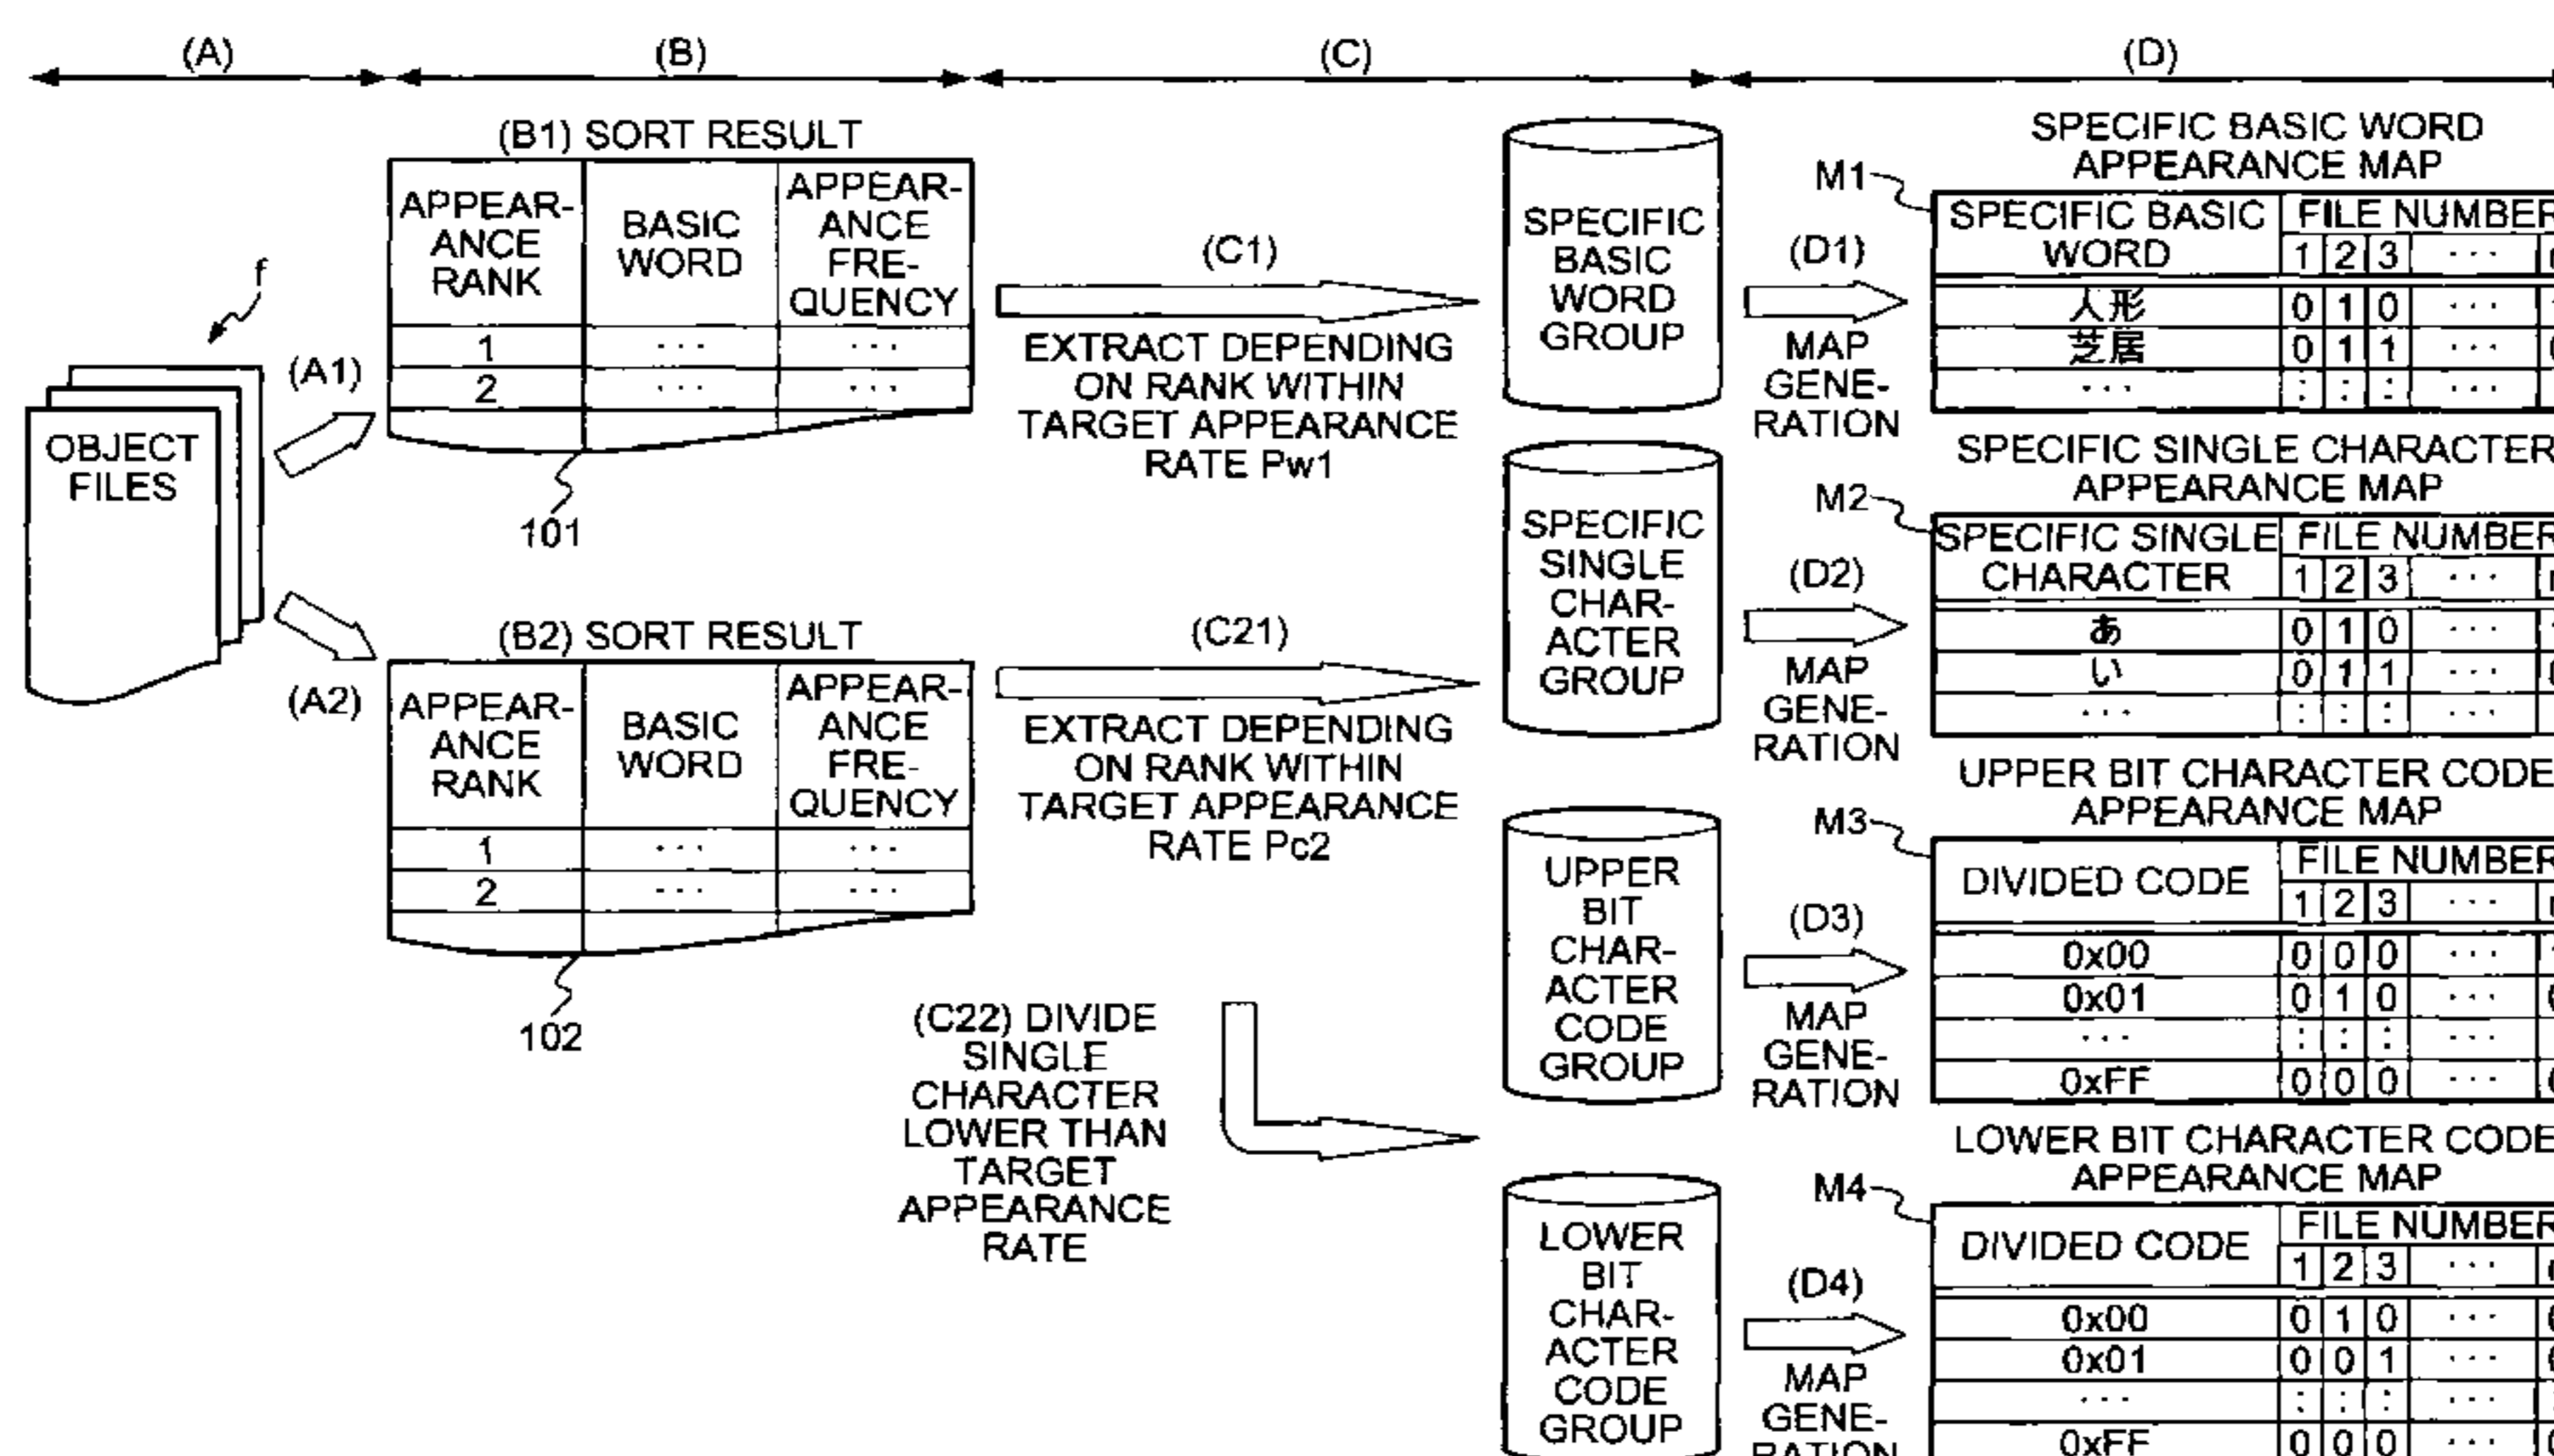 (A)
(B)
(C)
(D)
f
OBJECT
FILES
(A1)
(A2)
(B1) SORT RESULT
APPEAR-
ANCE
RANK
BASIC
WORD
APPEAR-
ANCE
FRE-
QUENCY
1 ... ...
2 ... ...
101
(B2) SORT RESULT
APPEAR-
ANCE
RANK
BASIC
WORD
APPEAR-
ANCE
FRE-
QUENCY
1 ... ...
2 ... ...
102
(C1)
EXTRACT DEPENDING
ON RANK WITHIN
TARGET APPEARANCE
RATE Pw1
(C21)
EXTRACT DEPENDING
ON RANK WITHIN
TARGET APPEARANCE
RATE Pc2
(C22) DIVIDE
SINGLE
CHARACTER
LOWER THAN
TARGET
APPEARANCE
RATE
SPECIFIC
BASIC
WORD
GROUP
SPECIFIC
SINGLE
CHAR-
ACTER
GROUP
UPPER
BIT
CHAR-
ACTER
CODE
GROUP
LOWER
BIT
CHAR-
ACTER
CODE
GROUP
(D1)
MAP
GENE-
RATION
(D2)
MAP
GENE-
RATION
(D3)
MAP
GENE-
RATION
(D4)
MAP
GENE-
RATION
SPECIFIC BASIC WORD
APPEARANCE MAP
M1
SPECIFIC BASIC
WORD
FILE NUMBER
1 2 3 ...
人形 0 1 0 ...
芝居 0 1 1 ...
... : : : ...
SPECIFIC SINGLE CHARACTER
APPEARANCE MAP
M2
SPECIFIC SINGLE
CHARACTER
FILE NUMBER
1 2 3 ...
あ 0 1 0 ...
い 0 1 1 ...
... : : : ...
UPPER BIT CHARACTER CODE
APPEARANCE MAP
M3
DIVIDED CODE
FILE NUMBER
1 2 3 ...
0x00 0 0 0 ...
0x01 0 1 0 ...
... : : : ...
0xFF 0 0 0 ...
LOWER BIT CHARACTER CODE
APPEARANCE MAP
M4
DIVIDED CODE
FILE NUMBER
1 2 3 ...
0x00 0 1 0 ...
0x01 0 0 1 ...
... : : : ...
0xFF 0 0 0 ...